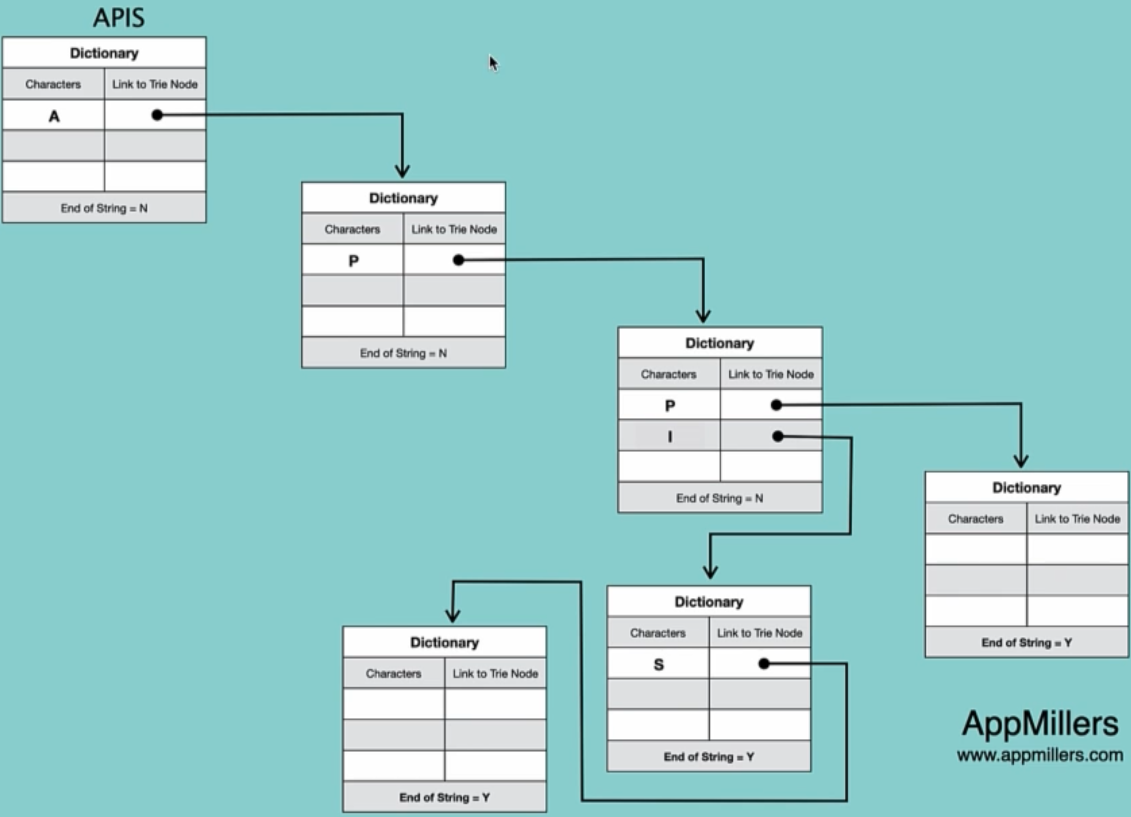 APIS
Dictionary
Characters Link to Trie Node
A
End of String = N
Dictionary
Characters Link to Trie Node
P
End of String = N
Dictionary
Characters Link to Trie Node
P
I
End of String = N
Dictionary
Characters Link to Trie Node
End of String = Y
Dictionary
Characters Link to Trie Node
S
End of String = Y
Dictionary
Characters Link to Trie Node
End of String = Y
AppMillers
www.appmillers.com